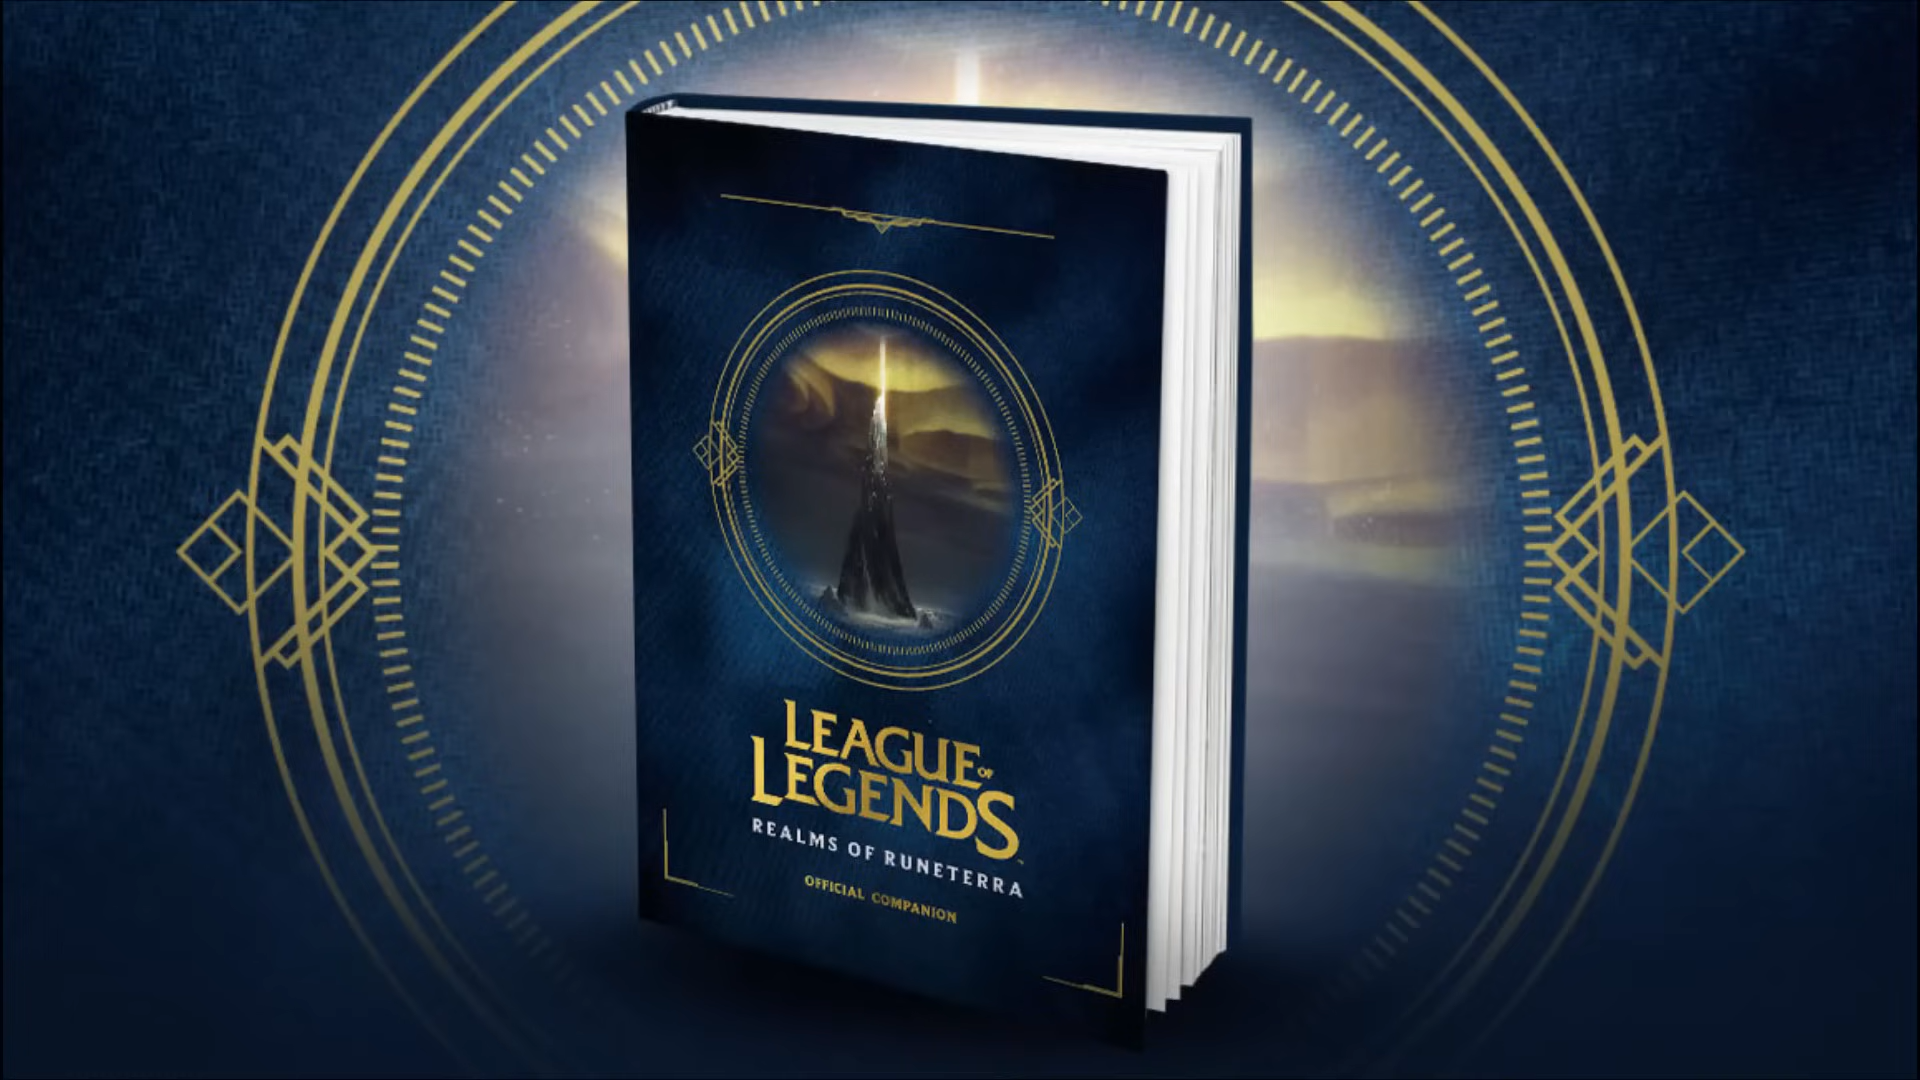 LEAGUE OF
LEGENDS
REALMS OF RUNETERRA
OFFICIAL COMPANION